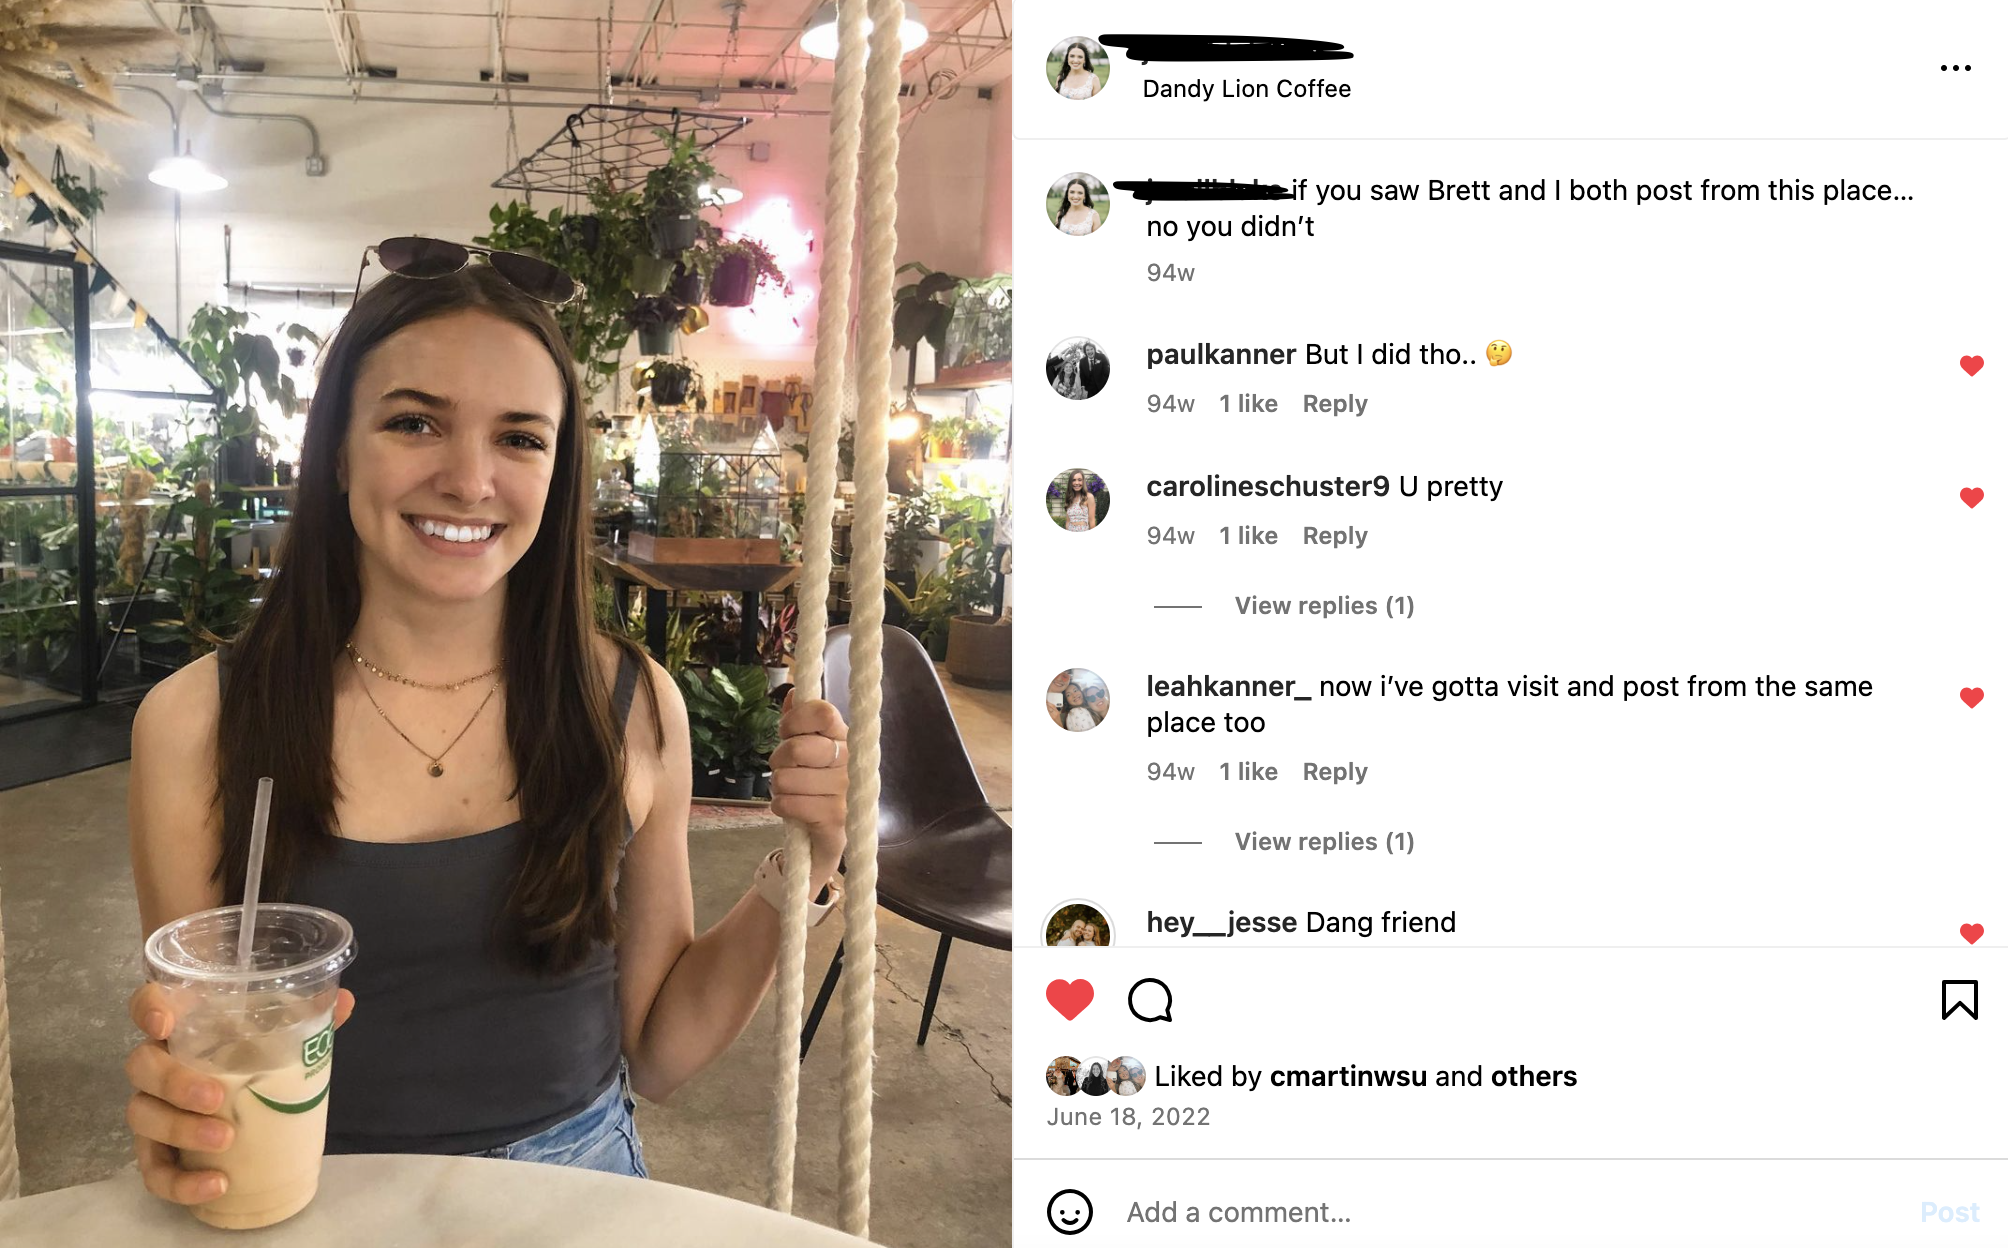 Dandy Lion Coffee
if you saw Brett and I both post from this place...
no you didn't
94w
paulkanner But I did tho.. 🤔
94w 1 like Reply
carolineschuster9 U pretty
94w 1 like Reply
View replies (1)
leahkanner_ now i've gotta visit and post from the same
place too
94w 1 like Reply
View replies (1)
hey__jesse Dang friend
Liked by cmartinwsu and others
June 18, 2022
Add a comment... Post